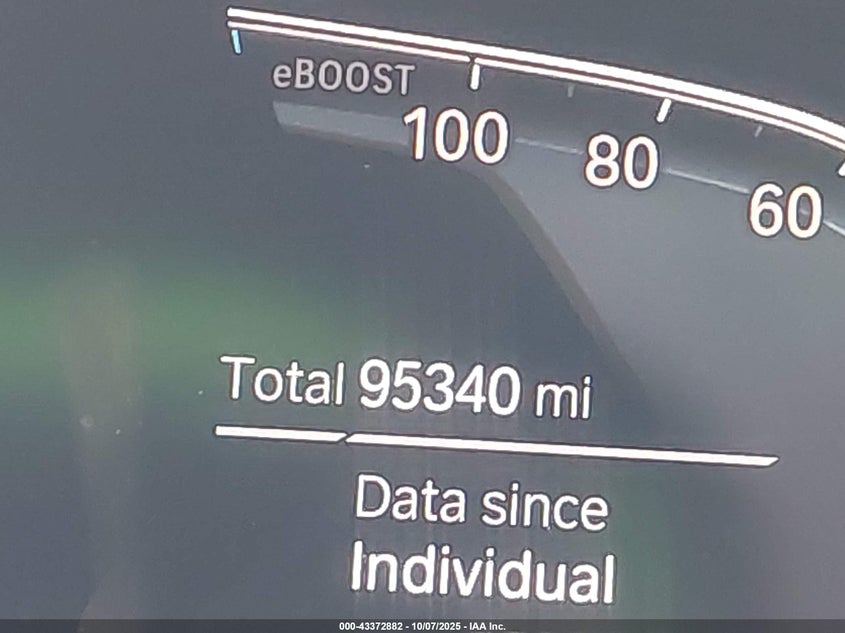 eBOOST
100
80
60
Total 95340 mi
Data since
Individual
000-43372882 - 10/07/2025 - IAA Inc.